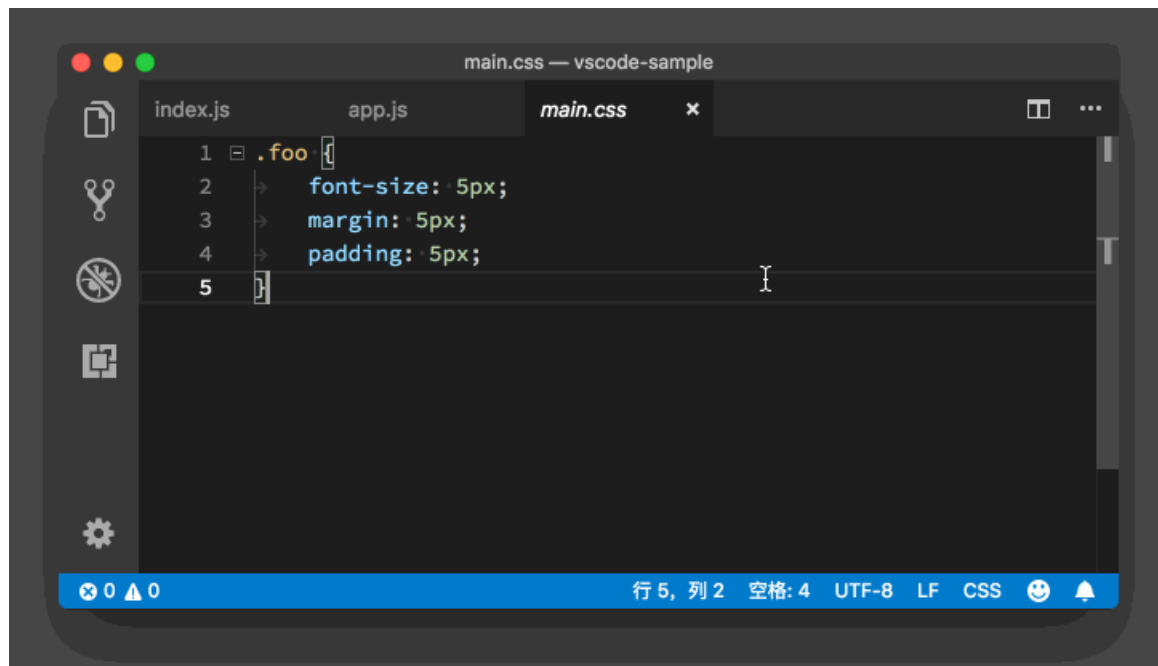 main.css — vscode-sample
index.js app.js main.css ×
1 .foo {
2 font-size: 5px;
3 margin: 5px;
4 padding: 5px;
5 }
0 0 行 5，列 2 空格: 4 UTF-8 LF CSS